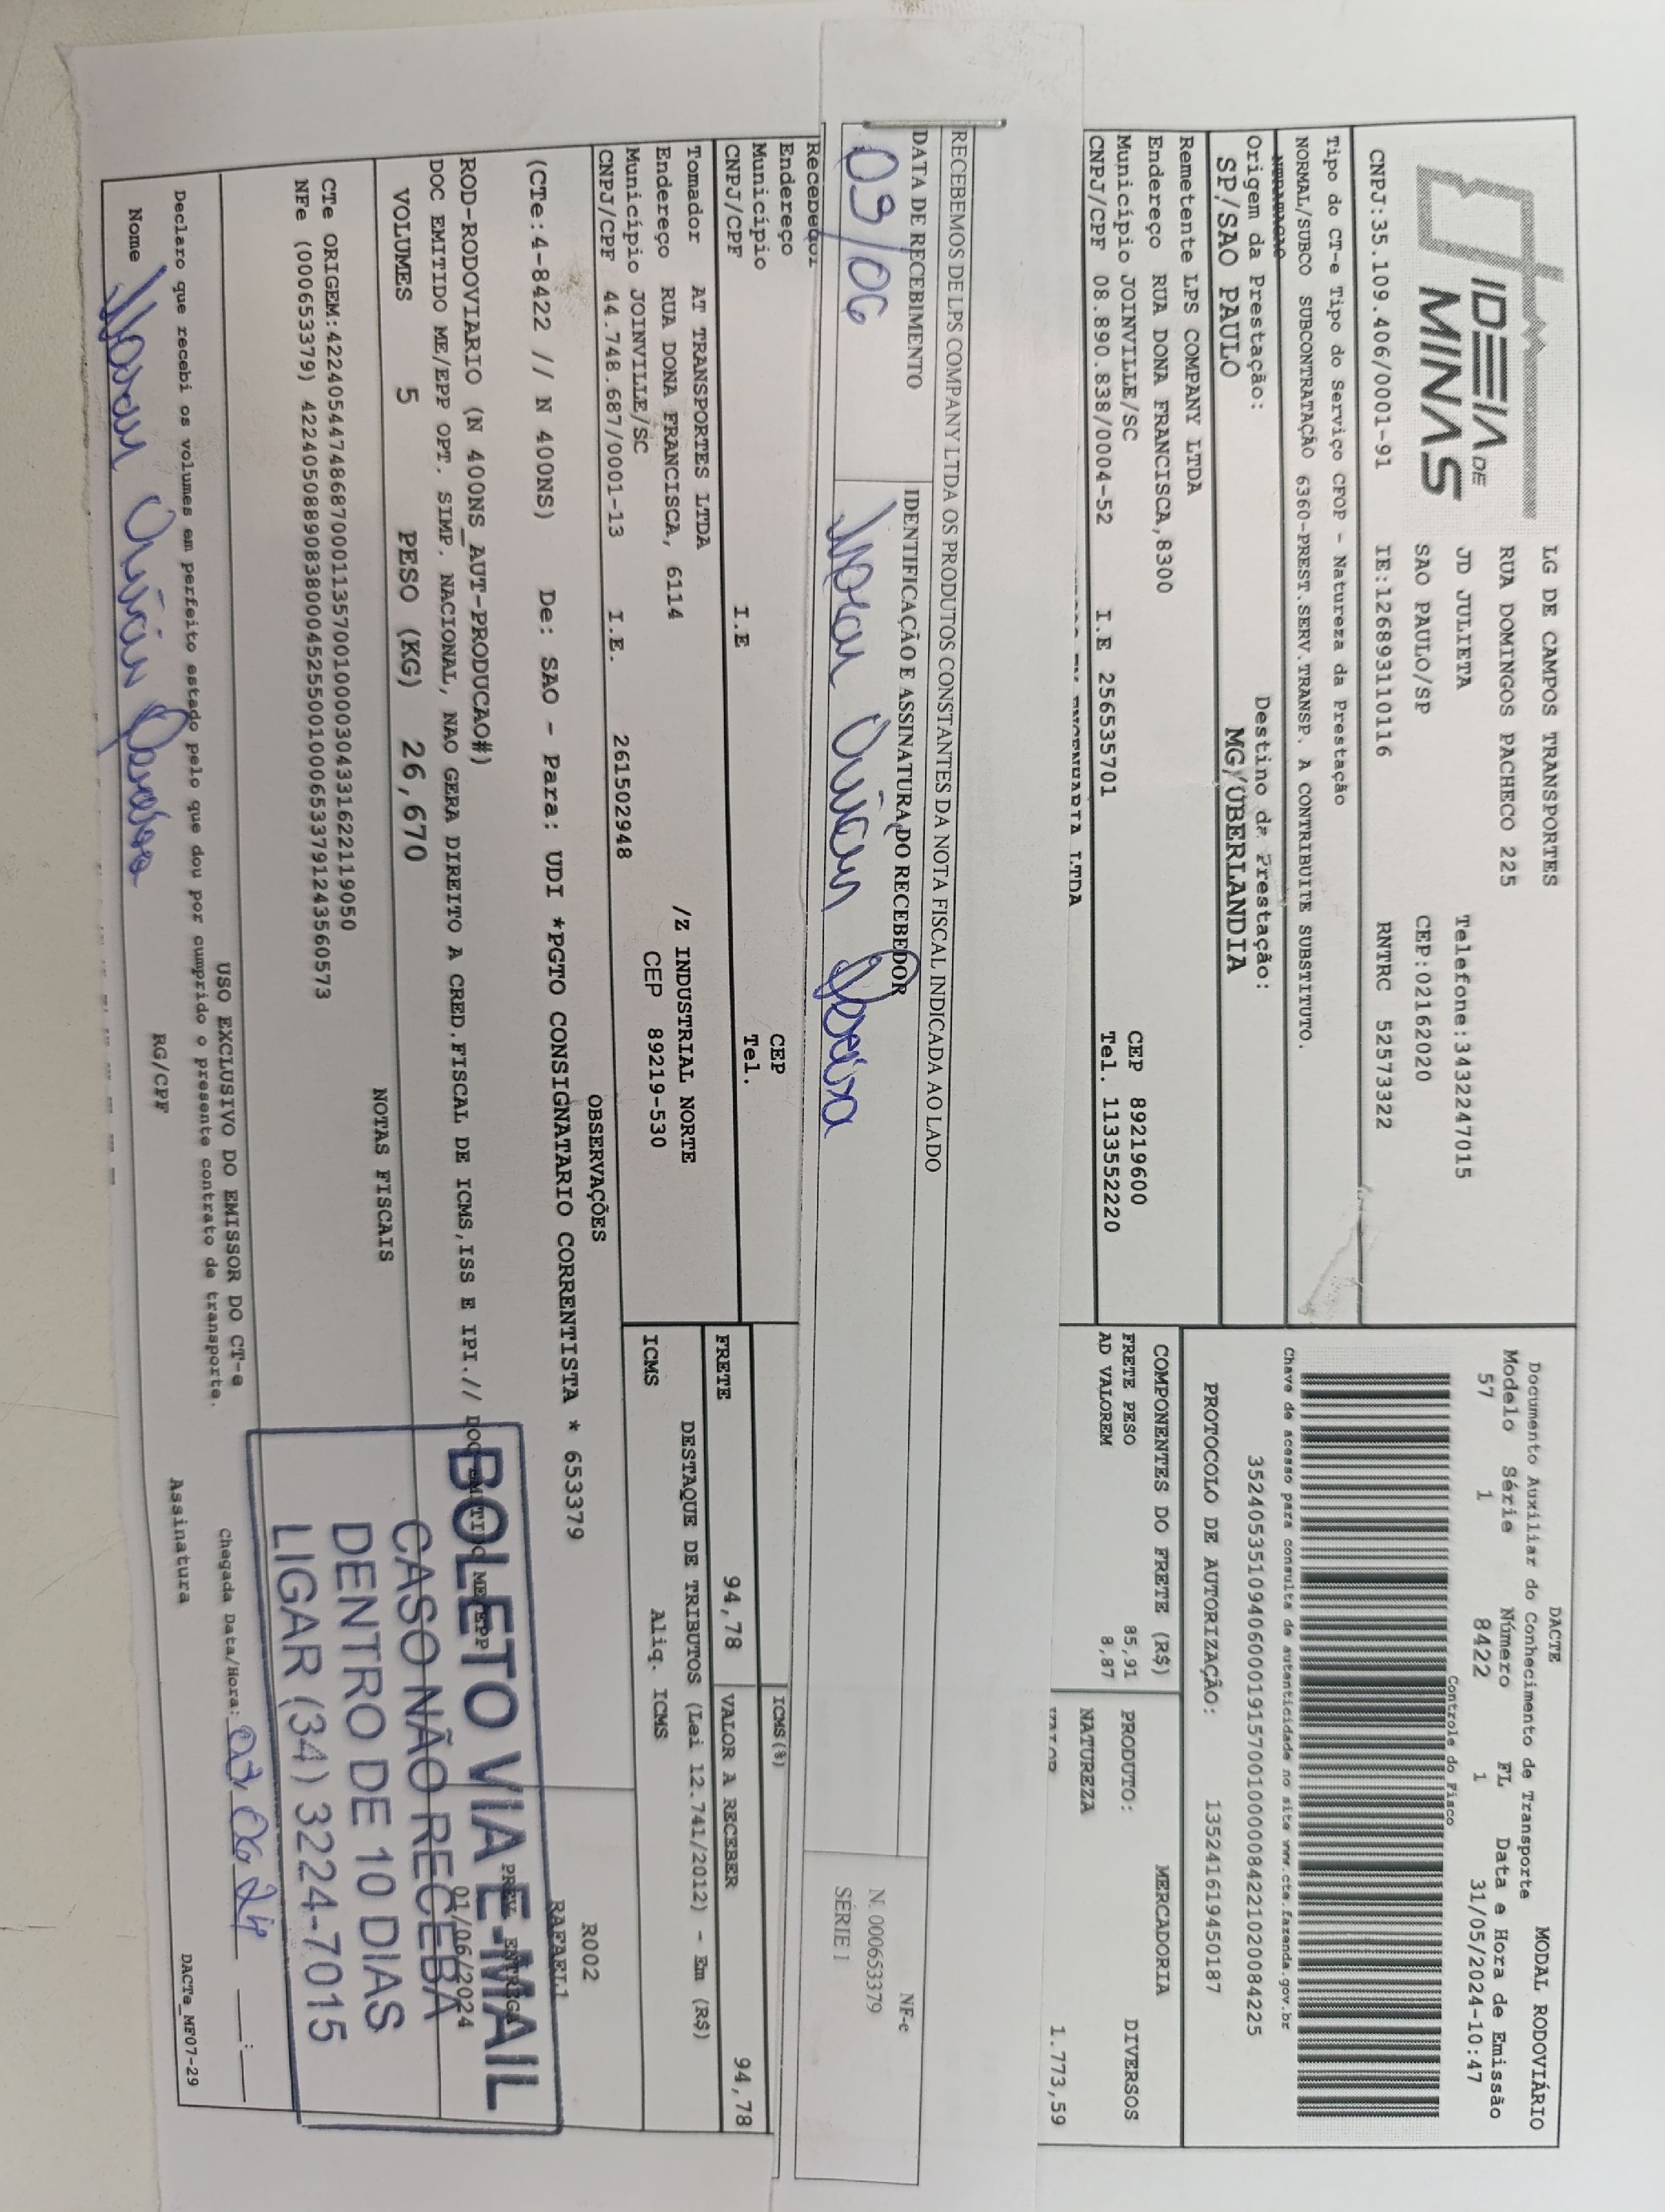 IDEIA DE
MINAS
LG DE CAMPOS TRANSPORTES
RUA DOMINGOS PACHECO 225
JD JULIETA Telefone:3432247015
SAO PAULO/SP CEP:02162020
CNPJ:35.109.406/0001-91 IE:126893110116 RNTRC 52573322
DACTE MODAL RODOVIÁRIO
Documento Auxiliar do Conhecimento de Transporte
Modelo Série Número FL Data e Hora de Emissão
57 1 8422 1 31/05/2024-10:47
Controle do Fisco
Chave de acesso para consulta de autenticidade no site www.cte.fazenda.gov.br
35240535109406000191570010000084221020084225
PROTOCOLO DE AUTORIZAÇÃO: 135241619450187
Tipo do CT-e Tipo do Serviço CFOP - Natureza da Prestação
NORMAL/SUBCO SUBCONTRATAÇÃO 6360-PREST.SERV.TRANSP. A CONTRIBUITE SUBSTITUTO.
Origem da Prestação: Destino da Prestação:
SP/SAO PAULO MG/UBERLANDIA
Remetente LPS COMPANY LTDA
Endereço RUA DONA FRANCISCA,8300
Município JOINVILLE/SC CEP 89219600
CNPJ/CPF 08.890.838/0004-52 I.E 256535701 Tel. 1133552220
COMPONENTES DO FRETE (R$)
FRETE PESO 85,91
AD VALOREM 8,87
MERCADORIA
PRODUTO: DIVERSOS
NATUREZA
VALOR 1.773,59
ENGENHARIA LTDA
RECEBEMOS DE LPS COMPANY LTDA OS PRODUTOS CONSTANTES DA NOTA FISCAL INDICADA AO LADO
DATA DE RECEBIMENTO IDENTIFICAÇÃO E ASSINATURA DO RECEBEDOR
03/06
NF-e
N. 000653379
SÉRIE 1
Recebedor
Endereço
Município CEP
CNPJ/CPF I.E Tel.
ICMS(%)
FRETE 94,78 VALOR A RECEBER 94,78
Tomador AT TRANSPORTES LTDA
Endereço RUA DONA FRANCISCA, 6114 /Z INDUSTRIAL NORTE
Município JOINVILLE/SC CEP 89219-530
CNPJ/CPF 44.748.687/0001-13 I.E. 261502948
DESTAQUE DE TRIBUTOS (Lei 12.741/2012) - Em (R$)
ICMS Aliq. ICMS
OBSERVAÇÕES
(CTe:4-8422 // N 400NS) De: SAO - Para: UDI *PGTO CONSIGNATARIO CORRENTISTA * 653379
R002
RAFAEL1
ROD-RODOVIARIO (N 400NS_AUT-PRODUCAO#)
DOC EMITIDO ME/EPP OPT. SIMP. NACIONAL, NAO GERA DIREITO A CRED.FISCAL DE ICMS,ISS E IPI.// DOC EMITIDO ME/EPP
PREV. ENTREGA
01/06/2024
VOLUMES 5 PESO (KG) 26,670
NOTAS FISCAIS
CTe ORIGEM:42240544748687000113570010000030433162211905​0
NFe (000653379) 42240508890838000452550010006533791243560573
BOLETO VIA E-MAIL
CASO NÃO RECEBA
DENTRO DE 10 DIAS
LIGAR (34) 3224-7015
USO EXCLUSIVO DO EMISSOR DO CT-e
Declaro que recebi os volumes em perfeito estado pelo que dou por cumprido o presente contrato de transporte.
Chegada Data/Hora: 03 06 24 :
Nome RG/CPF Assinatura
DACTe_MF07-29